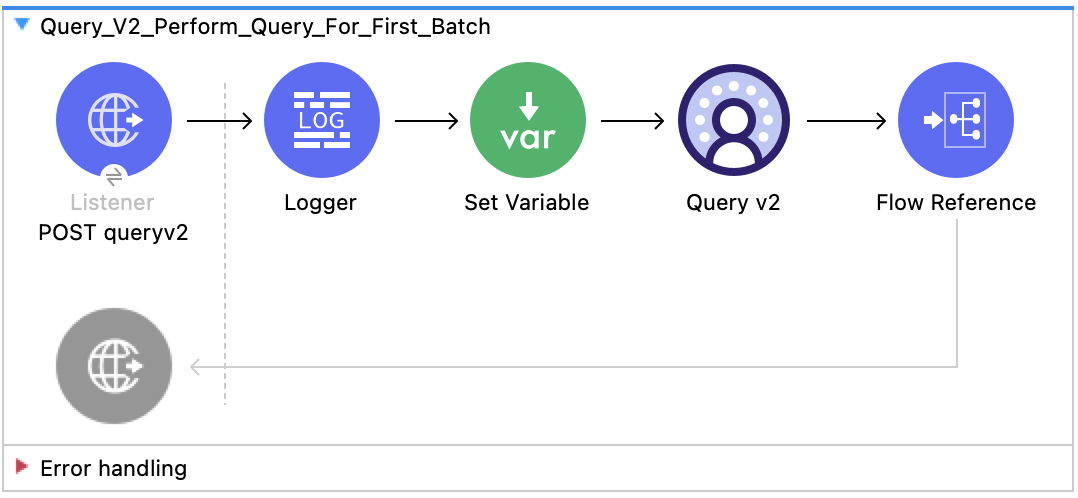 Query_V2_Perform_Query_For_First_Batch
LOG
var
Listener
POST queryv2
Logger
Set Variable
Query v2
Flow Reference
Error handling